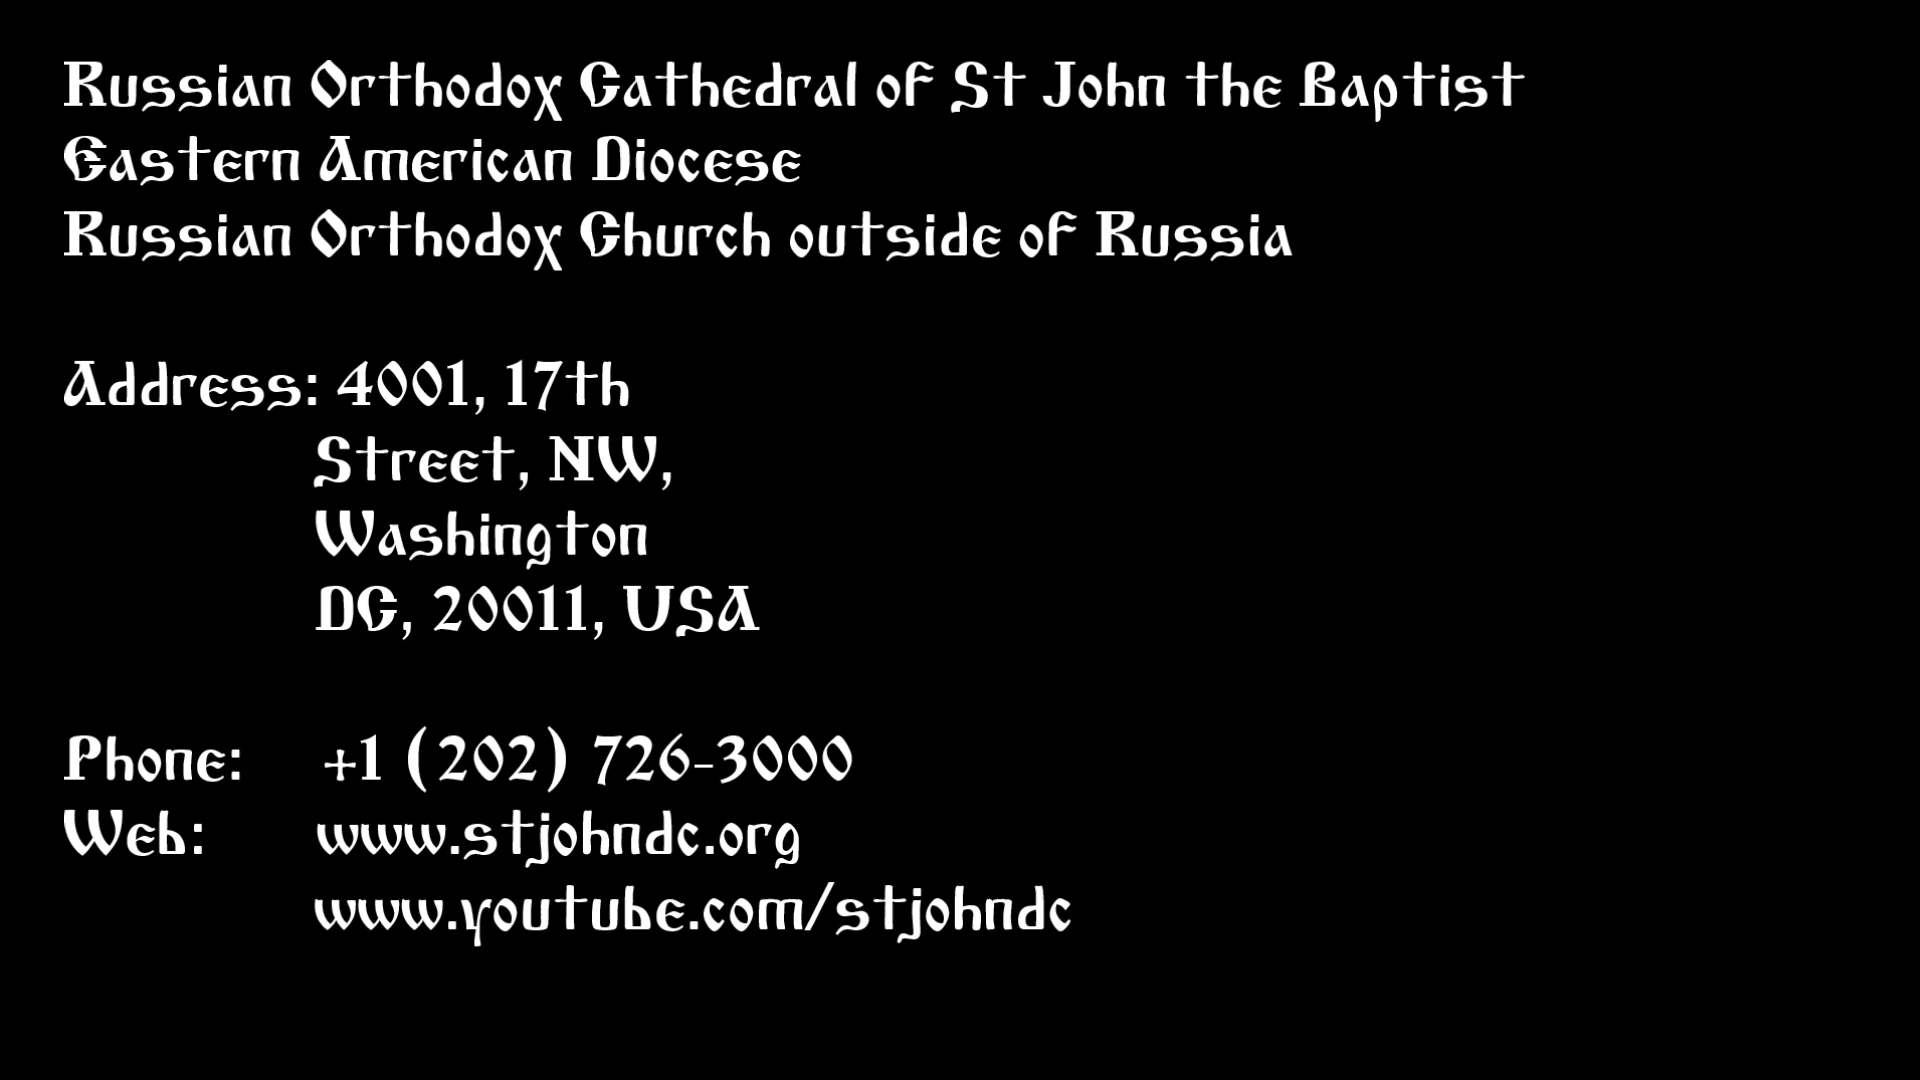 Russian Orthodox Cathedral of St John the Baptist
Eastern American Diocese
Russian Orthodox Church outside of Russia
Address: 4001, 17th
Street, NW,
Washington
DC, 20011, USA
Phone: +1 (202) 726-3000
Web: www.stjohndc.org
www.youtube.com/stjohndc